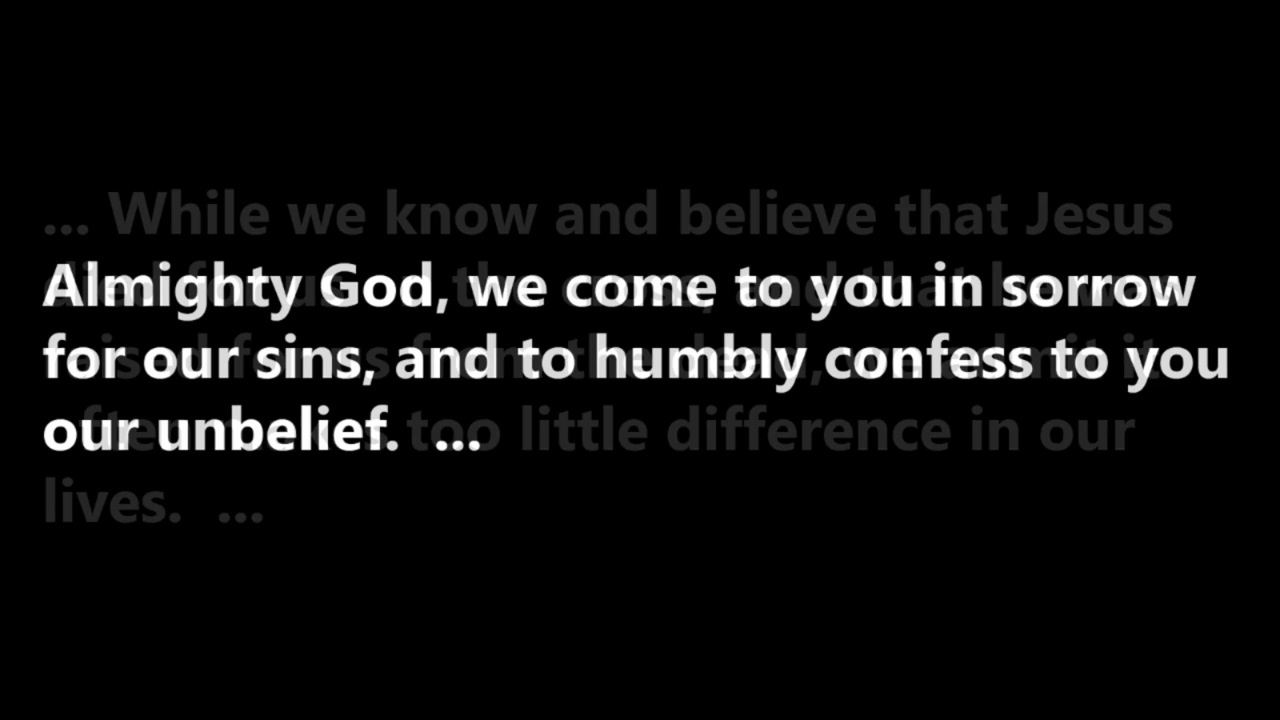 ... While we know and believe that Jesus
Almighty God, we come to you in sorrow
for our sins, and to humbly confess to you
our unbelief.  ...
too little difference in our
lives.  ...